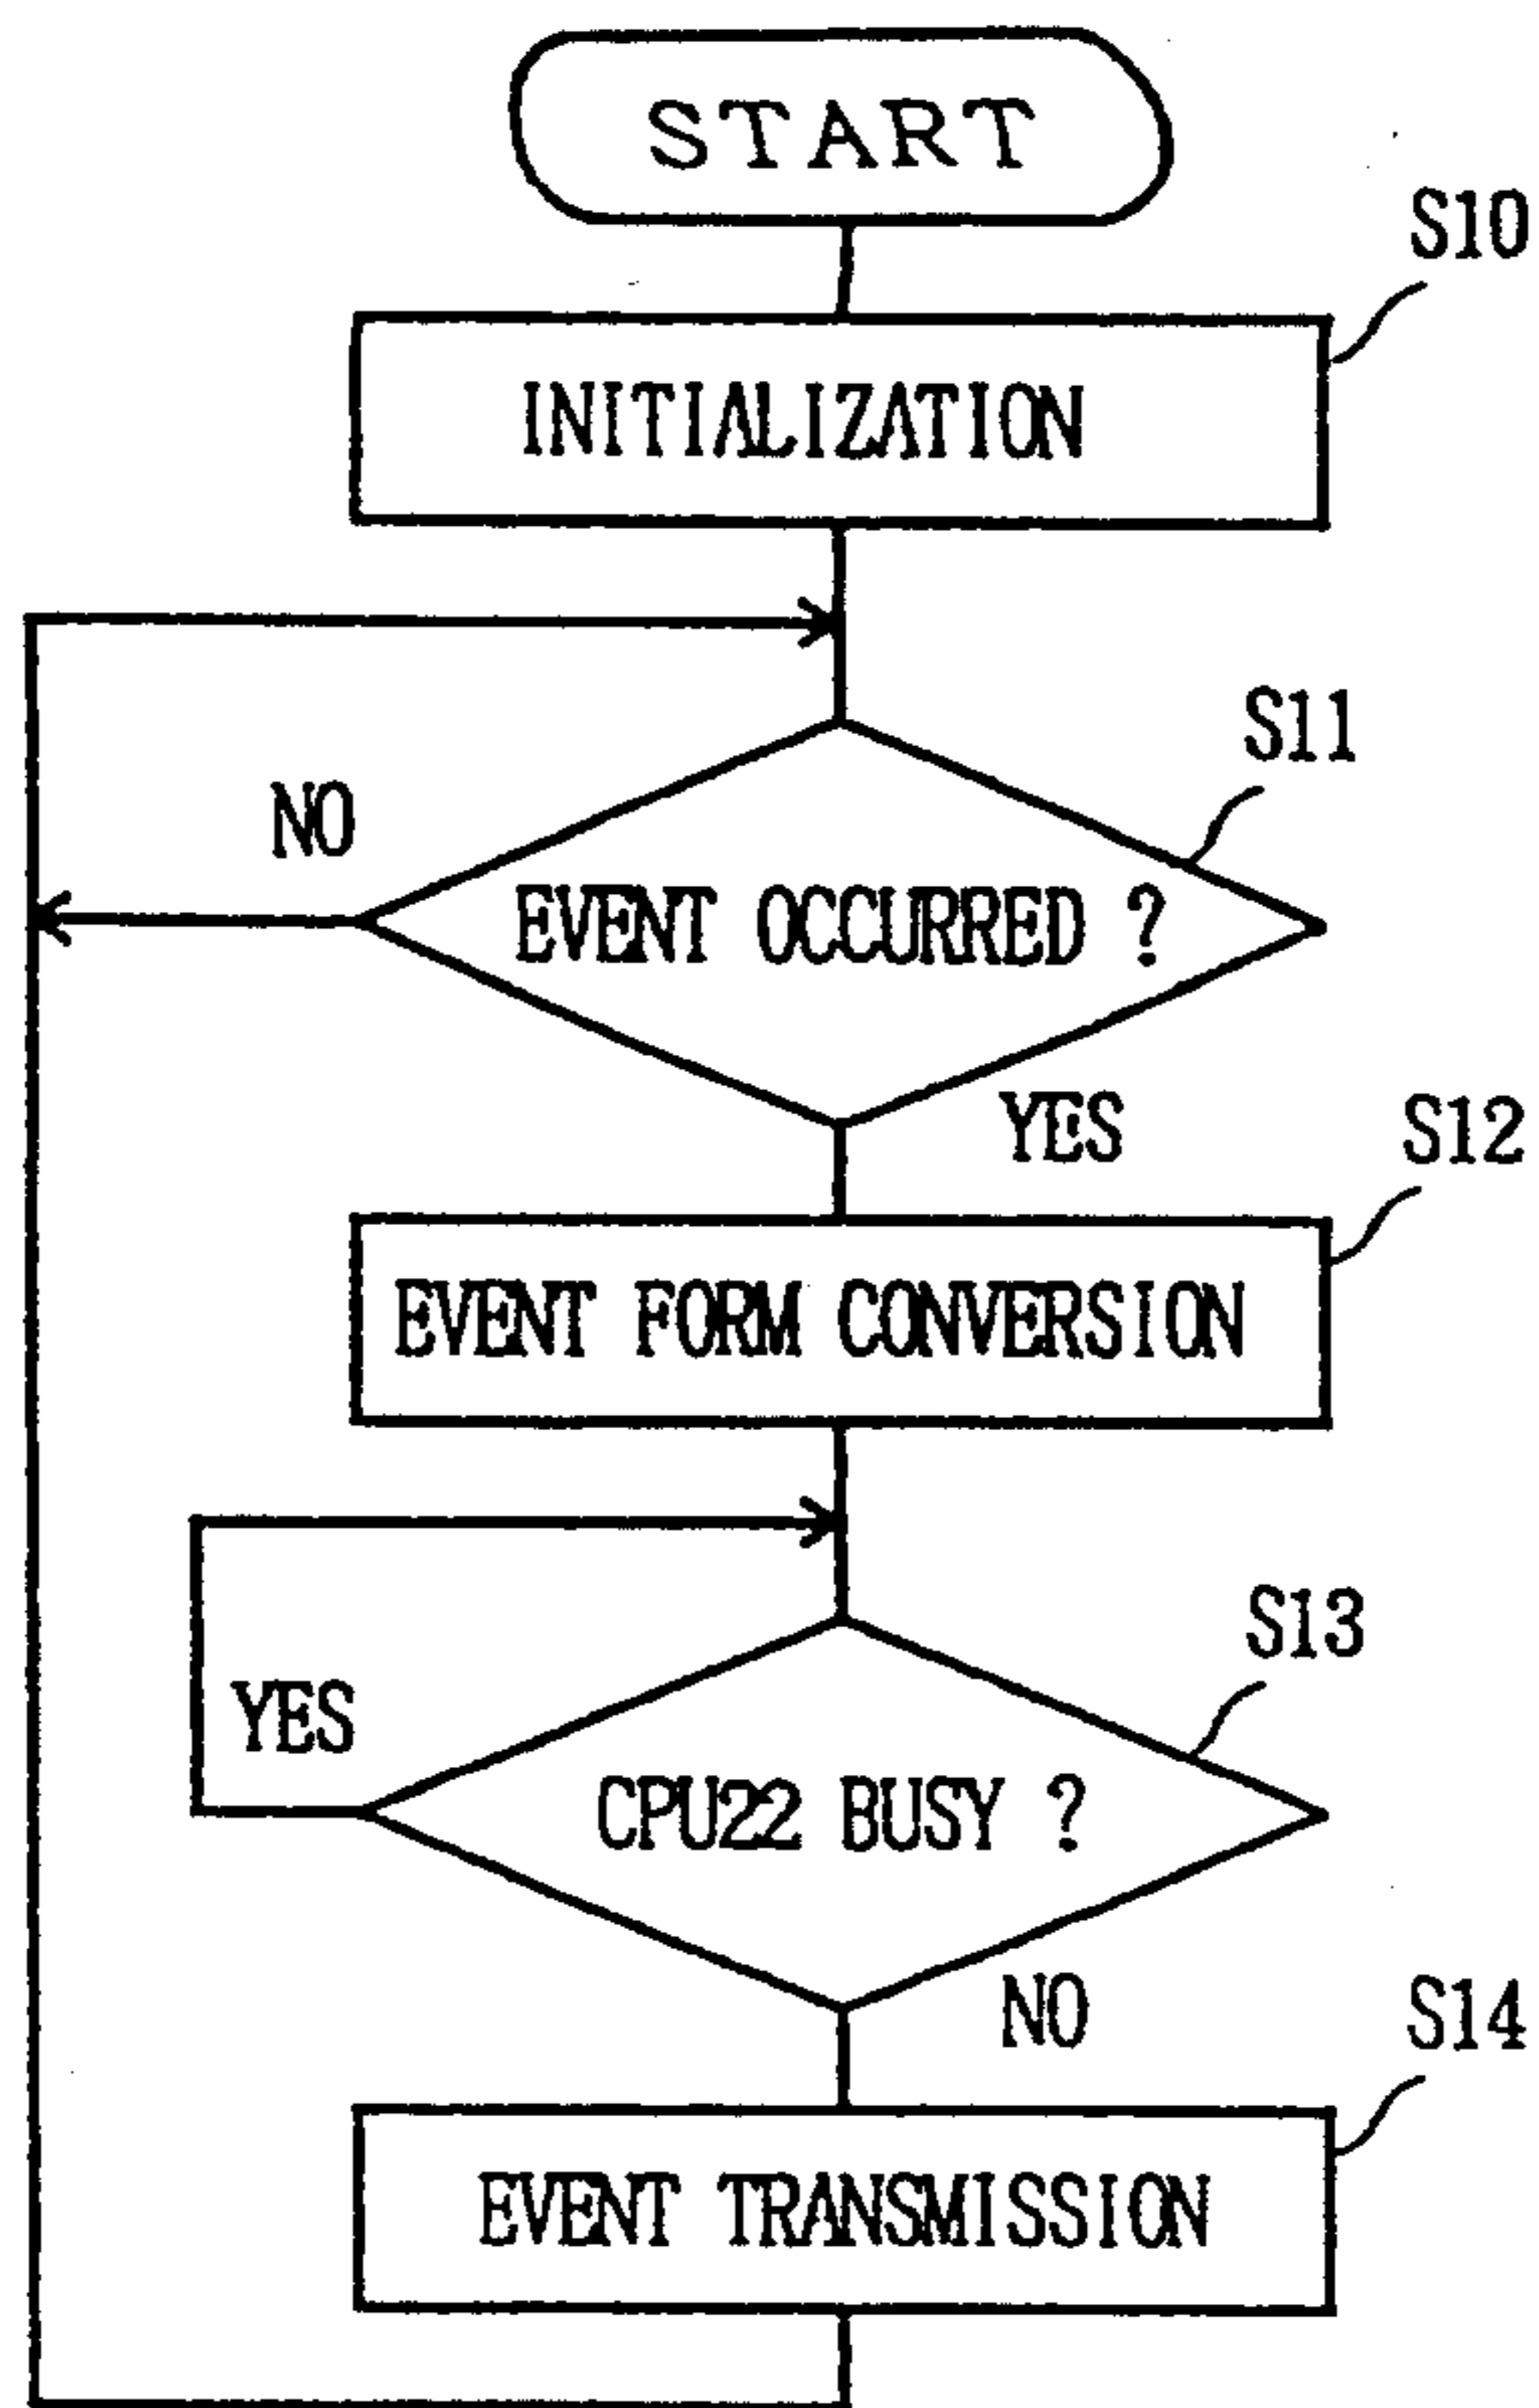 START
S10
INITIALIZATION
S11
NO
EVENT OCCURRED ?
YES
S12
EVENT FORM CONVERSION
S13
YES
CPU22 BUSY ?
NO
S14
EVENT TRANSMISSION